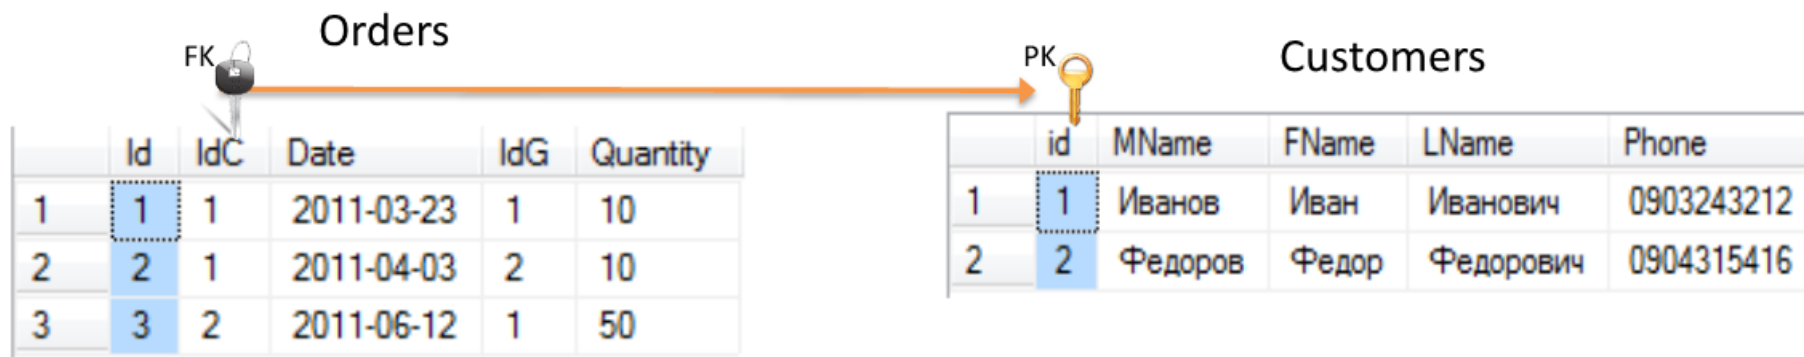 Orders
FK
PK
Customers
Id IdC Date IdG Quantity
1 1 1 2011-03-23 1 10
2 2 1 2011-04-03 2 10
3 3 2 2011-06-12 1 50
id MName FName LName Phone
1 1 Иванов Иван Иванович 0903243212
2 2 Федоров Федор Федорович 0904315416